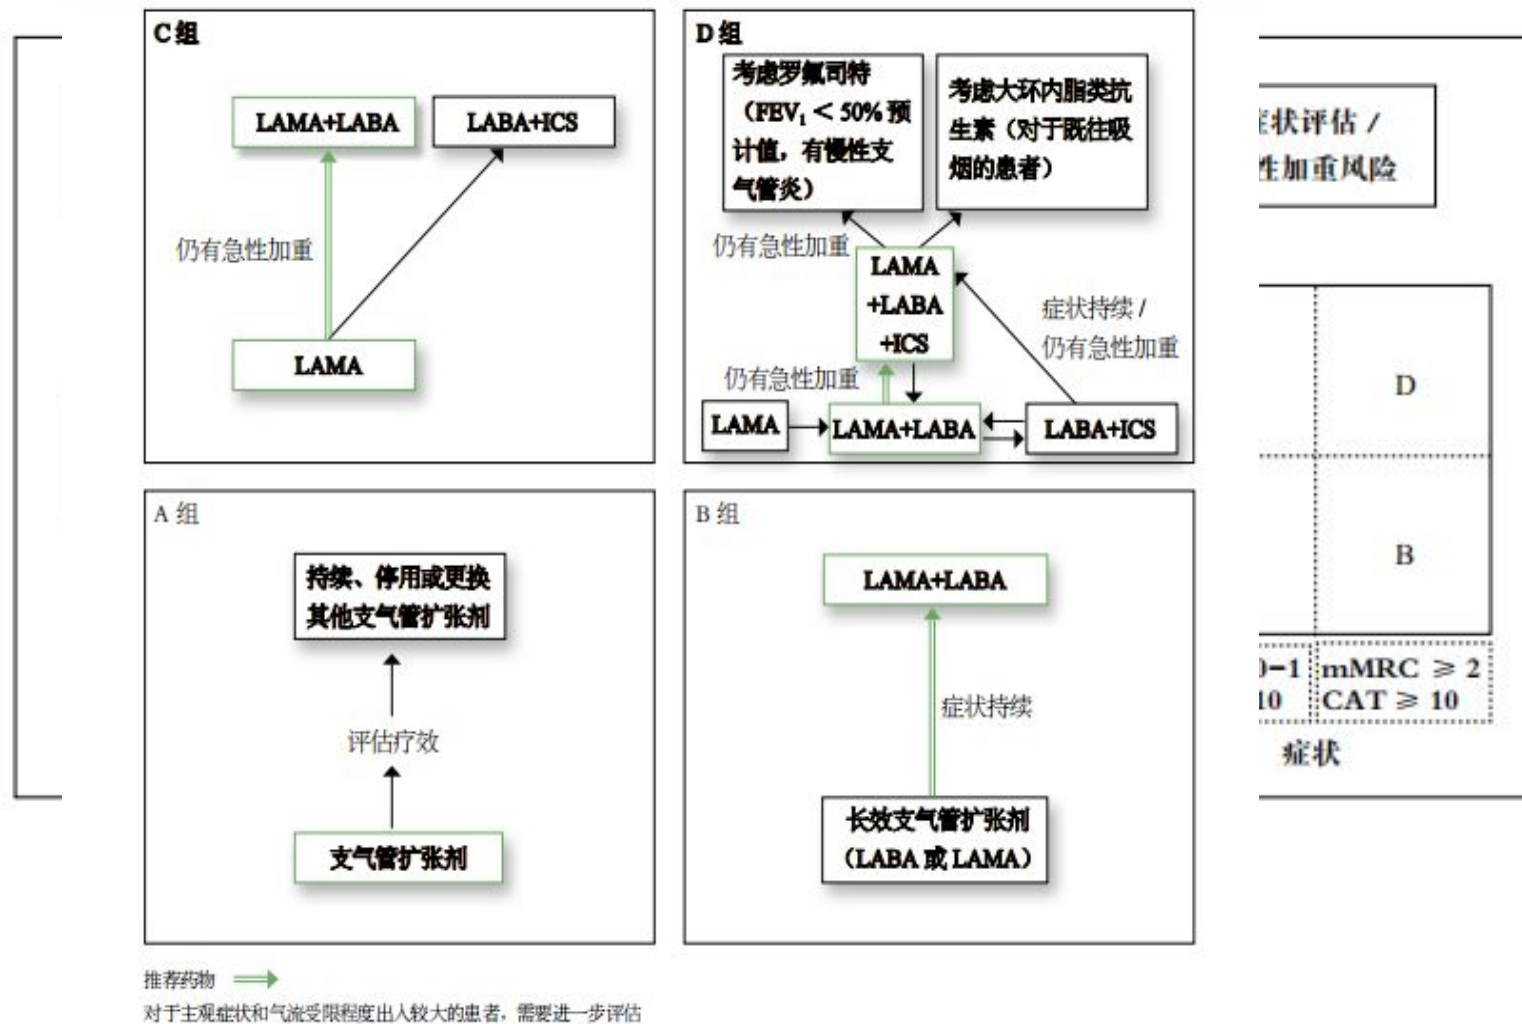 C 组
LAMA+LABA
LABA+ICS
仍有急性加重
LAMA
D 组
考虑罗氟司特
（FEV₁ < 50% 预
计值，有慢性支
气管炎）
考虑大环内脂类抗
生素（对于既往吸
烟的患者）
仍有急性加重
LAMA
+LABA
+ICS
症状持续 /
仍有急性加重
仍有急性加重
LAMA
LAMA+LABA
LABA+ICS
A 组
持续、停用或更换
其他支气管扩张剂
评估疗效
支气管扩张剂
B 组
LAMA+LABA
症状持续
长效支气管扩张剂
（LABA 或 LAMA）
推荐药物
对于主观症状和气流受限程度出入较大的患者，需要进一步评估
状评估 /
性加重风险
D
B
-1
10
mMRC ≥ 2
CAT ≥ 10
症状